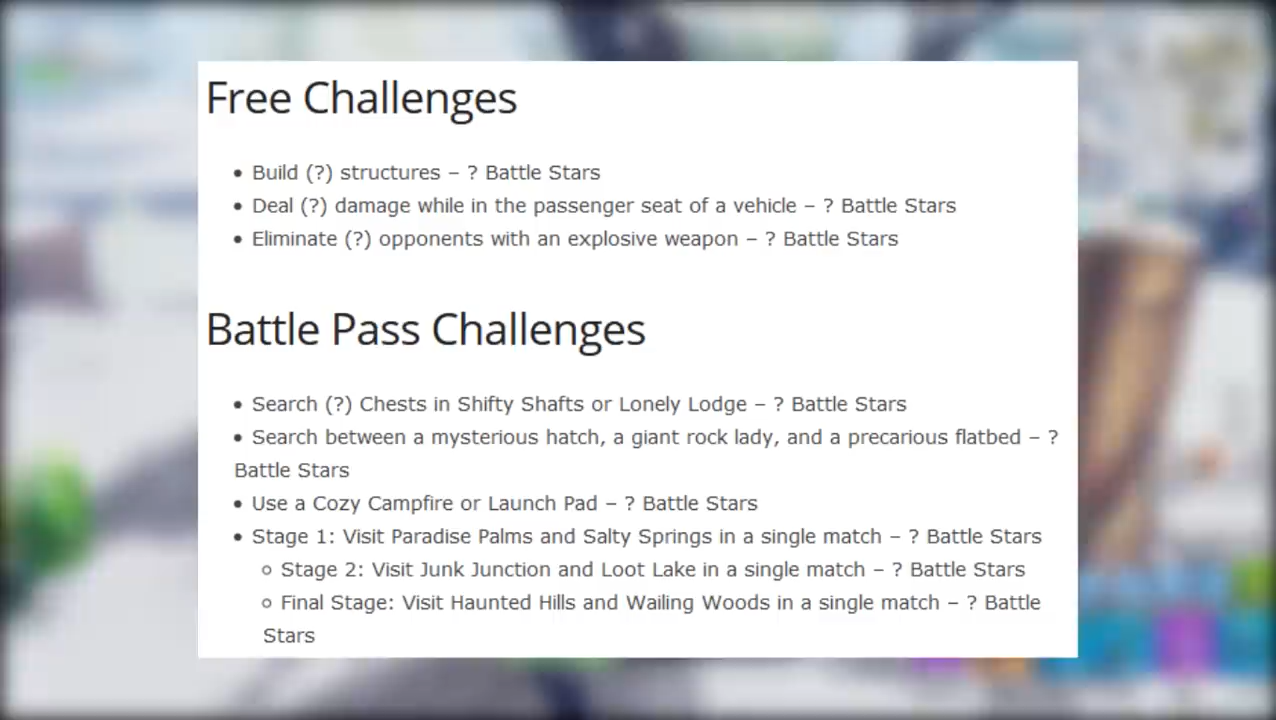 Free Challenges
• Build (?) structures – ? Battle Stars
• Deal (?) damage while in the passenger seat of a vehicle – ? Battle Stars
• Eliminate (?) opponents with an explosive weapon – ? Battle Stars
Battle Pass Challenges
• Search (?) Chests in Shifty Shafts or Lonely Lodge – ? Battle Stars
• Search between a mysterious hatch, a giant rock lady, and a precarious flatbed – ?
Battle Stars
• Use a Cozy Campfire or Launch Pad – ? Battle Stars
• Stage 1: Visit Paradise Palms and Salty Springs in a single match – ? Battle Stars
○ Stage 2: Visit Junk Junction and Loot Lake in a single match – ? Battle Stars
○ Final Stage: Visit Haunted Hills and Wailing Woods in a single match – ? Battle
Stars